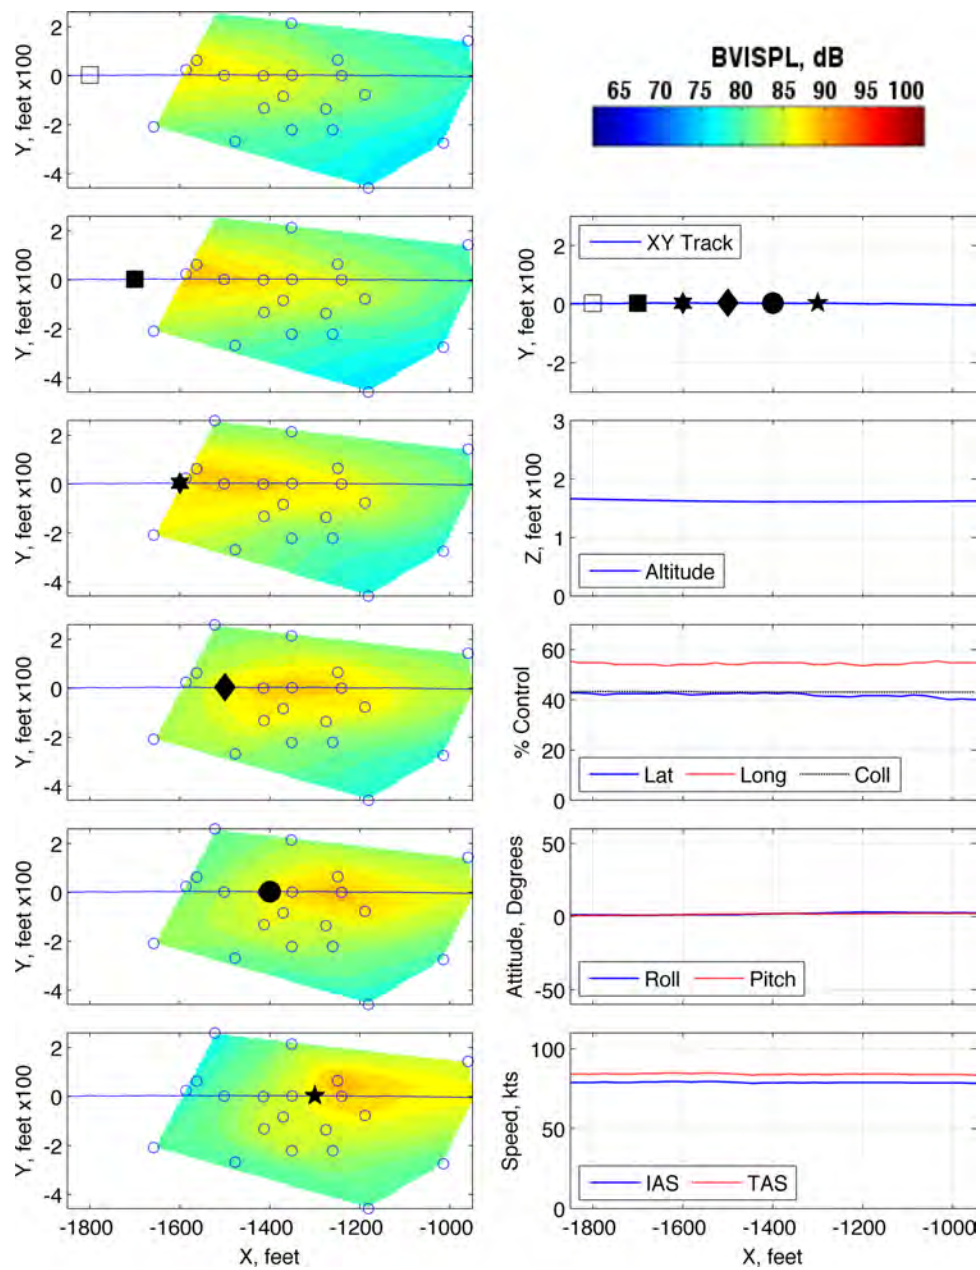 BVISPL, dB
65 70 75 80 85 90 95 100
Y, feet x100
2
0
-2
-4
Y, feet x100
2
0
-2
-4
XY Track
Y, feet x100
2
0
-2
Y, feet x100
2
0
-2
-4
Z, feet x100
3
2
1
0
Altitude
Y, feet x100
2
0
-2
-4
% Control
60
40
20
0
Lat Long Coll
Y, feet x100
2
0
-2
-4
Attitude, Degrees
50
0
-50
Roll Pitch
Y, feet x100
2
0
-2
-4
Speed, kts
100
50
0
IAS TAS
-1800 -1600 -1400 -1200 -1000
X, feet
-1800 -1600 -1400 -1200 -1000
X, feet